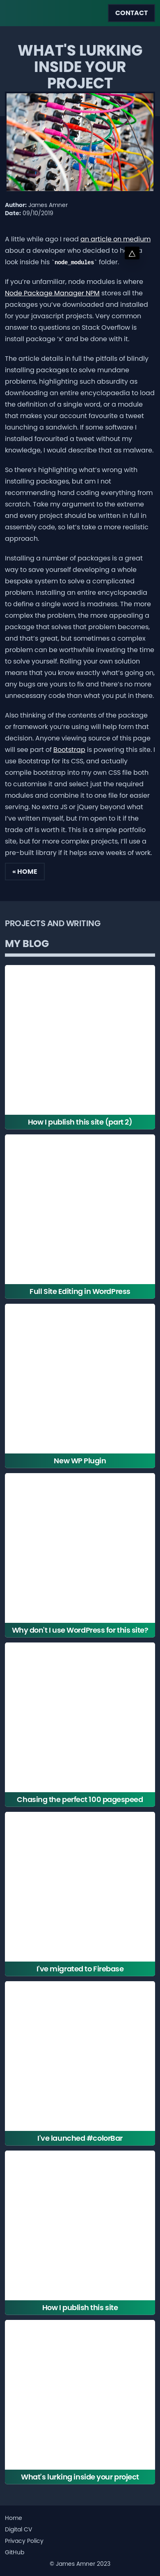 CONTACT
WHAT'S LURKING
INSIDE YOUR
PROJECT
Author: James Amner
Date: 09/10/2019
A little while ago I read an article on medium
about a developer who decided to
look inside his `node_modules` folder.
If you're unfamiliar, node modules is where
Node Package Manager NPM stores all the
packages you've downloaded and installed
for your javascript projects. Very commonly
an answer to question on Stack Overflow is
install package 'x' and be done with it.
The article details in full the pitfalls of blindly
installing packages to solve mundane
problems, highlighting such absurdity as
downloading an entire encyclopaedia to load
the definition of a single word, or a module
that makes your account favourite a tweet by
launching a bandwidth. If some software I
installed favourited a tweet without my
knowledge, I would describe that as malware.
So there's highlighting what's wrong with
installing packages, but am I not
recommending hand coding everything from
scratch. Take my argument to the extreme
and every project should be written in full in
assembly code, so let's take a more realistic
approach.
Installing a number of packages is a great
way to save yourself developing a whole
bespoke system to solve a complicated
problem. Installing an entire encyclopaedia
to define a single word is madness. The more
complex the problem, the more appealing a
package that solves that problem becomes,
and that's great, but sometimes a complex
problem can be worthwhile investing the time
to solve yourself. Rolling your own solution
means that you know exactly what's going on,
any bugs are yours to fix and there's no more
unnecessary code than what you put in there.
Also thinking of the contents of the package
or framework you're using will help form that
decision. Anyone viewing any page of this page
will see part of Bootstrap is powering this site. I
use Bootstrap for its CSS, and actually
compile bootstrap into my own CSS file both
to customise it and select just the required
modules and combine it to one file for easier
serving. No extra JS or jQuery beyond what
I've written myself, but I'm open to it if the
trade off is worth it. This is a simple portfolio
site, but for more complex projects, I'll use a
pre-built library if it helps save weeks of work.
« HOME
PROJECTS AND WRITING
MY BLOG
How I publish this site (part 2)
Full Site Editing in WordPress
New WP Plugin
Why don't I use WordPress for this site?
Chasing the perfect 100 pagespeed
I've migrated to Firebase
I've launched #colorBar
How I publish this site
What's lurking inside your project
Home
Digital CV
Privacy Policy
GitHub
© James Amner 2023